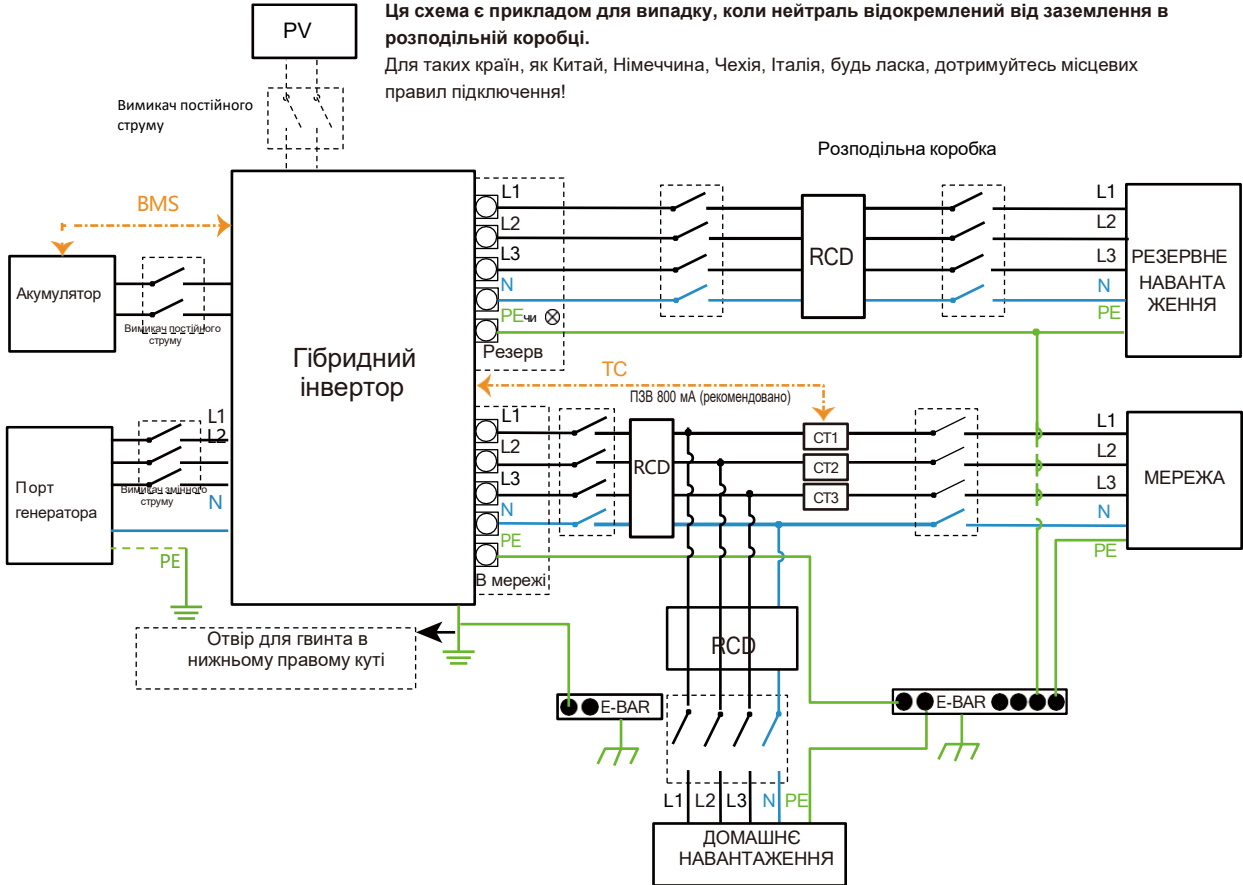 Ця схема є прикладом для випадку, коли нейтраль відокремлений від заземлення в
розподільній коробці.
Для таких країн, як Китай, Німеччина, Чехія, Італія, будь ласка, дотримуйтесь місцевих
правил підключення!
PV
Вимикач постійного
струму
Розподільна коробка
BMS
Акумулятор
Вимикач постійного
струму
Гібридний
інвертор
L1
L2
L3
N
PE чи ⊗
Резерв
RCD
L1
L2
L3
N
PE
РЕЗЕРВНЕ
НАВАНТА
ЖЕННЯ
TC
ПЗВ 800 мА (рекомендовано)
Порт
генератора
L1
L2
Вимикач змінного
струму
N
PE
L1
L2
L3
N
PE
В мережі
RCD
CT1
CT2
CT3
L1
L2
L3
N
PE
МЕРЕЖА
Отвір для гвинта в
нижньому правому куті
RCD
E-BAR
E-BAR
L1 L2 L3 N PE
ДОМАШНЄ
НАВАНТАЖЕННЯ